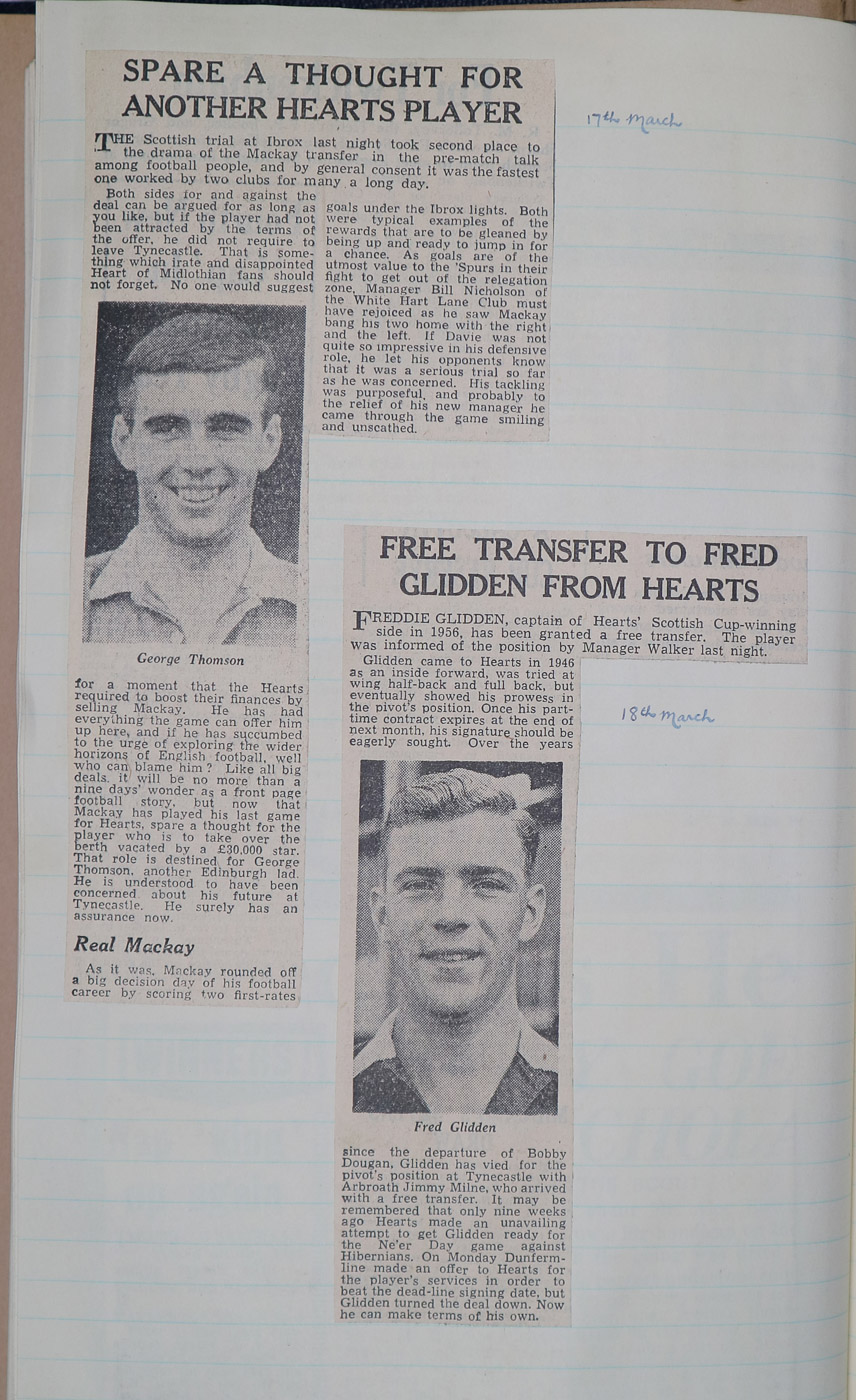 SPARE A THOUGHT FOR
ANOTHER HEARTS PLAYER
17th March
THE Scottish trial at Ibrox last night took second place to
the drama of the Mackay transfer in the pre-match talk
among football people, and by general consent it was the fastest
one worked by two clubs for many a long day.
Both sides for and against the
deal can be argued for as long as
you like, but if the player had not
been attracted by the terms of
the offer, he did not require to
leave Tynecastle. That is some-
thing which irate and disappointed
Heart of Midlothian fans should
not forget. No one would suggest
George Thomson
for a moment that the Hearts
required to boost their finances by
selling Mackay. He has had
everything the game can offer him
up here, and if he has succumbed
to the urge of exploring the wider
horizons of English football, well
who can blame him? Like all big
deals, it will be no more than a
nine days' wonder as a front page
football story, but now that
Mackay has played his last game
for Hearts, spare a thought for the
player who is to take over the
berth vacated by a £30,000 star.
That role is destined for George
Thomson, another Edinburgh lad.
He is understood to have been
concerned about his future at
Tynecastle. He surely has an
assurance now.
Real Mackay
As it was, Mackay rounded off
a big decision day of his football
career by scoring two first-rates
goals under the Ibrox lights. Both
were typical examples of the
rewards that are to be gleaned by
being up and ready to jump in for
a chance. As goals are of the
utmost value to the 'Spurs in their
fight to get out of the relegation
zone, Manager Bill Nicholson of
the White Hart Lane Club must
have rejoiced as he saw Mackay
bang his two home with the right
and the left. If Davie was not
quite so impressive in his defensive
role, he let his opponents know
that it was a serious trial so far
as he was concerned. His tackling
was purposeful, and probably to
the relief of his new manager he
came through the game smiling
and unscathed.
FREE TRANSFER TO FRED
GLIDDEN FROM HEARTS
FREDDIE GLIDDEN, captain of Hearts' Scottish Cup-winning
side in 1956, has been granted a free transfer. The player
was informed of the position by Manager Walker last night.
18th March
Glidden came to Hearts in 1946
as an inside forward, was tried at
wing half-back and full back, but
eventually showed his prowess in
the pivot's position. Once his part-
time contract expires at the end of
next month, his signature should be
eagerly sought. Over the years
Fred Glidden
since the departure of Bobby
Dougan, Glidden has vied for the
pivot's position at Tynecastle with
Arbroath Jimmy Milne, who arrived
with a free transfer. It may be
remembered that only nine weeks
ago Hearts made an unavailing
attempt to get Glidden ready for
the Ne'er Day game against
Hibernians. On Monday Dunferm-
line made an offer to Hearts for
the player's services in order to
beat the dead-line signing date, but
Glidden turned the deal down. Now
he can make terms of his own.